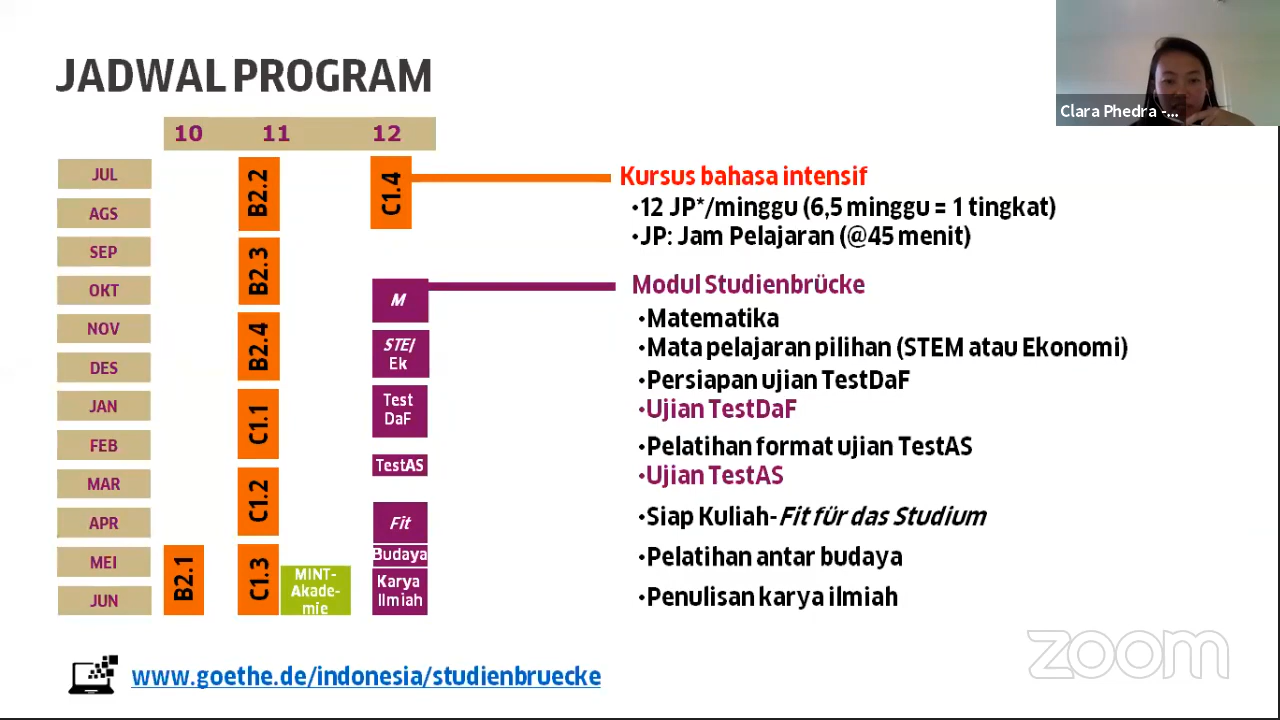 JADWAL PROGRAM
Clara Phedra -...
10 11 12
JUL
AGS
SEP
OKT
NOV
DES
JAN
FEB
MAR
APR
MEI
JUN
B2.1
B2.2
B2.3
B2.4
C1.1
C1.2
C1.3
MINT-
Akade-
mie
C1.4
M
STE/
Ek
Test
DaF
TestAS
Fit
Budaya
Karya
Ilmiah
Kursus bahasa intensif
•12 JP*/minggu (6,5 minggu = 1 tingkat)
•JP: Jam Pelajaran (@45 menit)
Modul Studienbrücke
•Matematika
•Mata pelajaran pilihan (STEM atau Ekonomi)
•Persiapan ujian TestDaF
•Ujian TestDaF
•Pelatihan format ujian TestAS
•Ujian TestAS
•Siap Kuliah-Fit für das Studium
•Pelatihan antar budaya
•Penulisan karya ilmiah
www.goethe.de/indonesia/studienbruecke
zoom